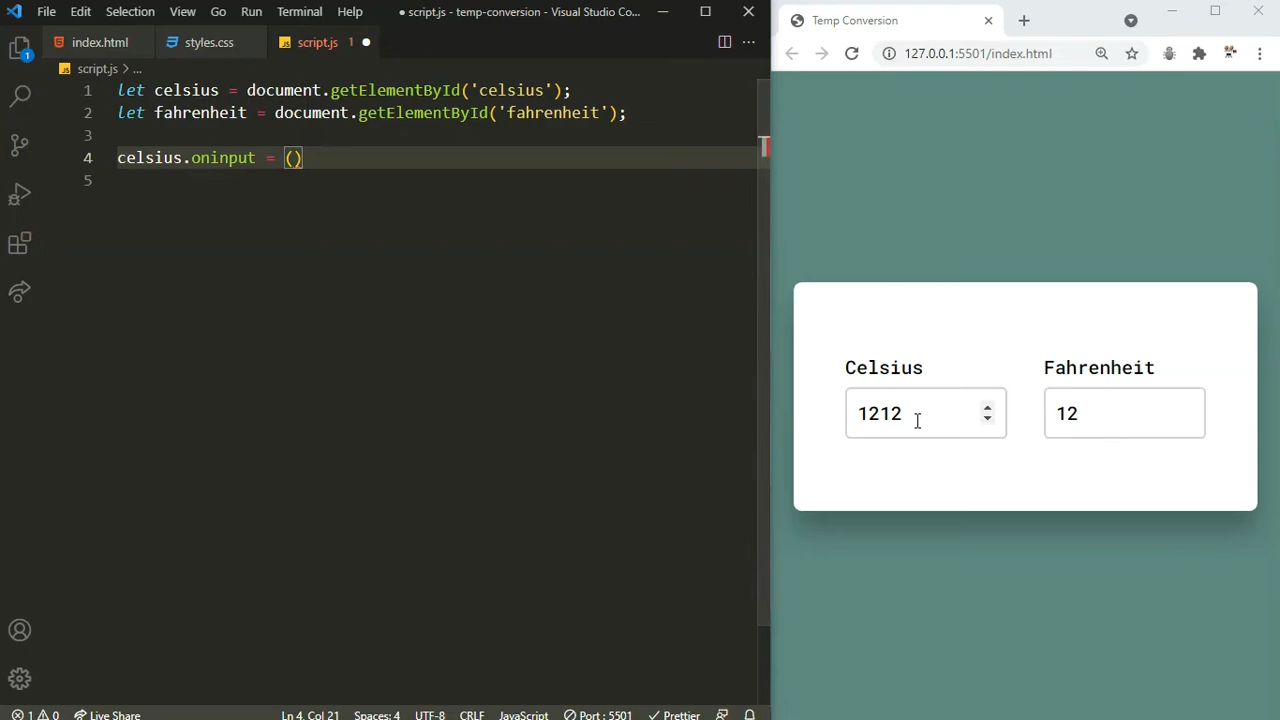 File Edit Selection View Go Run Terminal Help ● script.js - temp-conversion - Visual Studio Co...
index.html styles.css JS script.js 1 ●
JS script.js > ...
1 let celsius = document.getElementById('celsius');
2 let fahrenheit = document.getElementById('fahrenheit');
3
4 celsius.oninput = ()
5
1
1 0 Live Share Ln 4, Col 21 Spaces: 4 UTF-8 CRLF JavaScript Port : 5501 Prettier
Temp Conversion
127.0.0.1:5501/index.html
Celsius Fahrenheit
1212 12